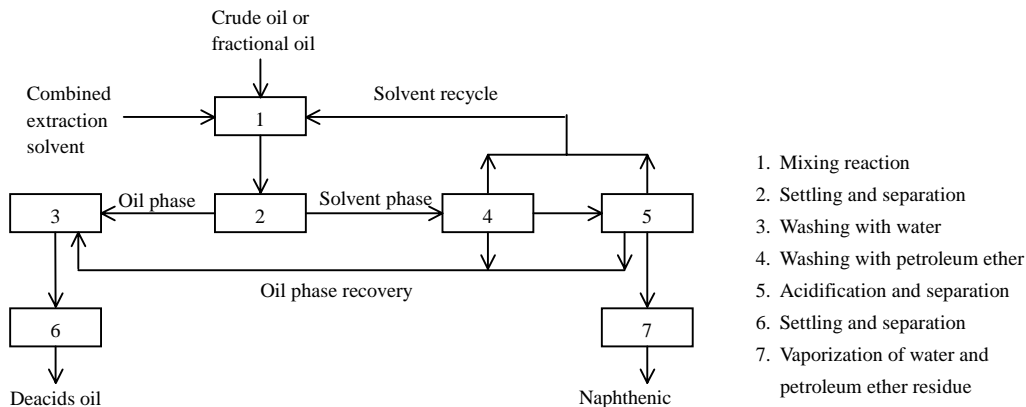 Crude oil or
fractional oil
Combined
extraction
solvent
Solvent recycle
1
Oil phase
Solvent phase
3
2
4
5
Oil phase recovery
6
7
Deacids oil
Naphthenic
1. Mixing reaction
2. Settling and separation
3. Washing with water
4. Washing with petroleum ether
5. Acidification and separation
6. Settling and separation
7. Vaporization of water and
petroleum ether residue